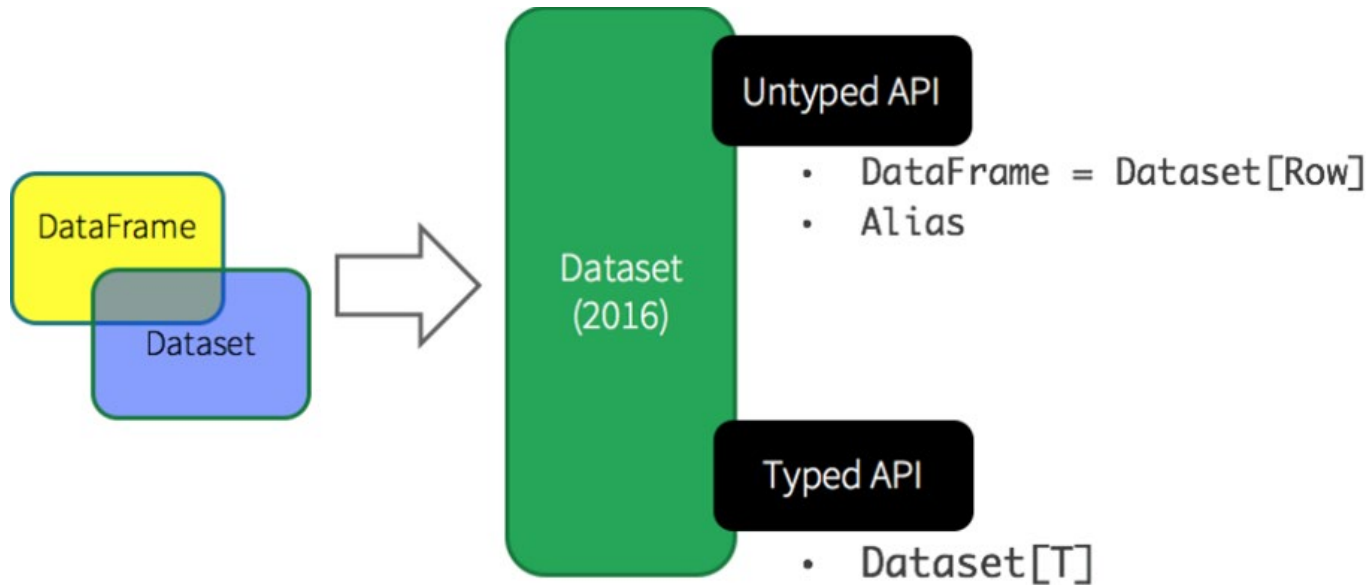 DataFrame
Dataset
Dataset
(2016)
Untyped API
• DataFrame = Dataset[Row]
• Alias
Typed API
• Dataset[T]